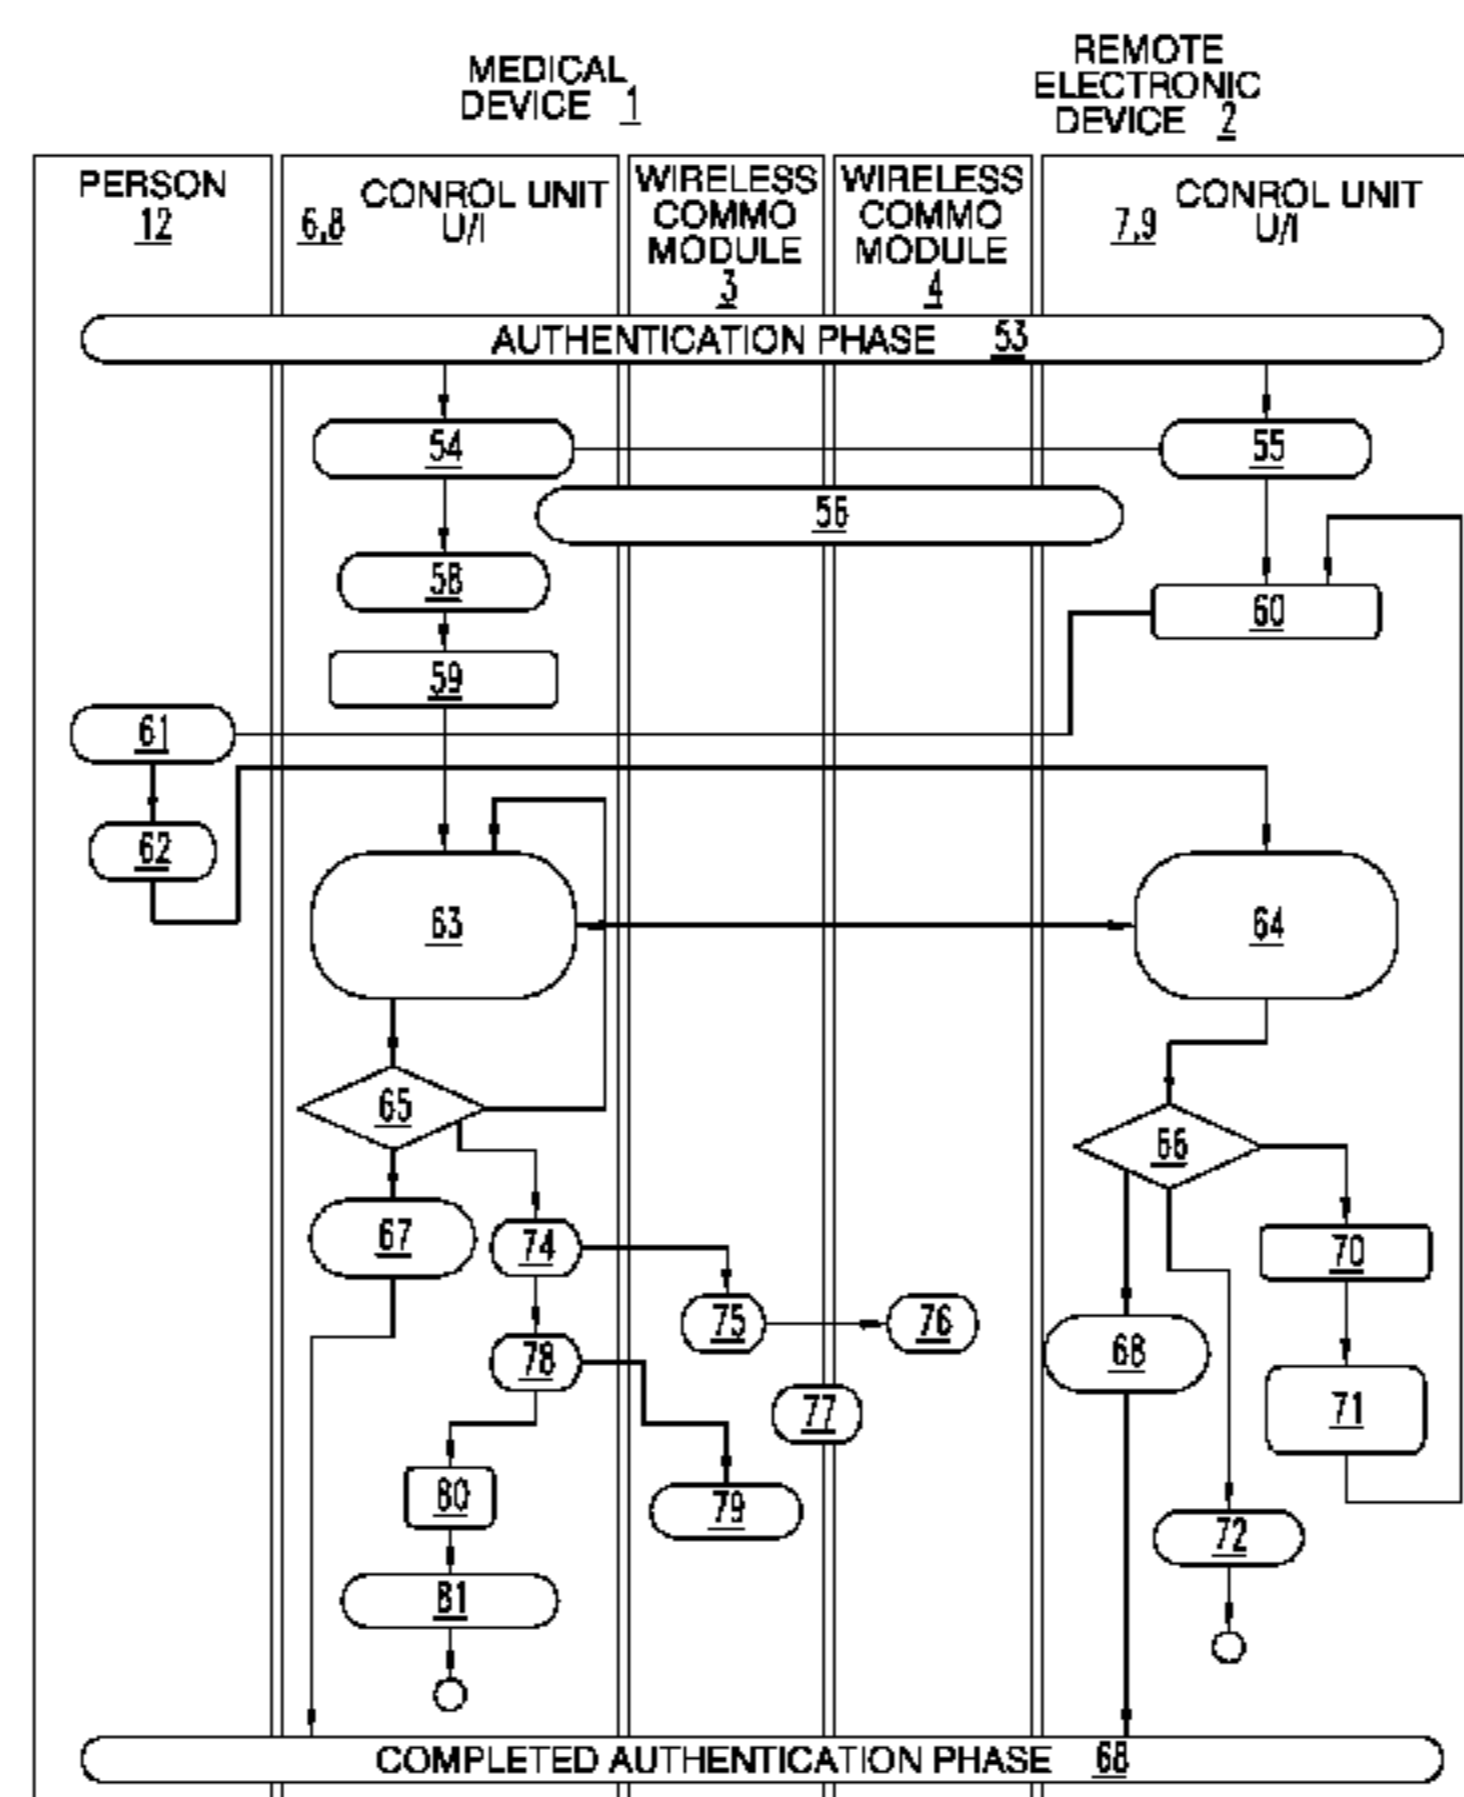 MEDICAL
DEVICE 1
REMOTE
ELECTRONIC
DEVICE 2
PERSON
12
6,8 CONROL UNIT
U/I
WIRELESS
COMMO
MODULE
3
WIRELESS
COMMO
MODULE
4
7,9 CONROL UNIT
U/I
AUTHENTICATION PHASE 53
54
55
56
58
60
59
61
62
63
64
65
66
67
74
70
75
76
68
78
77
71
80
79
72
81
COMPLETED AUTHENTICATION PHASE 68